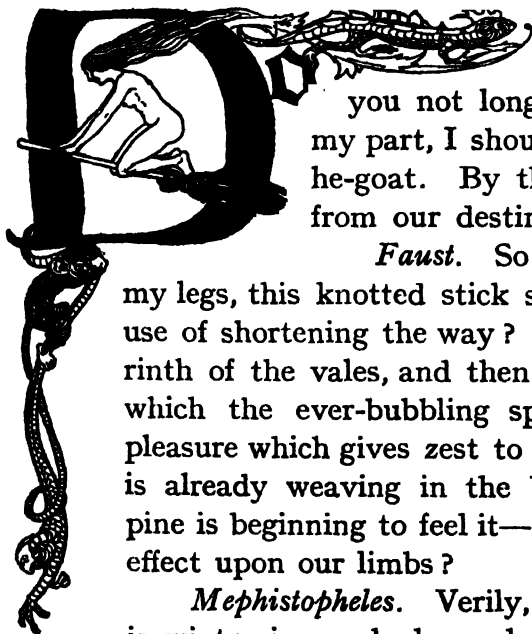 D
you not long
my part, I shou
he-goat. By th
from our destin
Faust. So
my legs, this knotted stick s
use of shortening the way?
rinth of the vales, and then
which the ever-bubbling sp
pleasure which gives zest to
is already weaving in the
pine is beginning to feel it—
effect upon our limbs?
Mephistopheles. Verily,